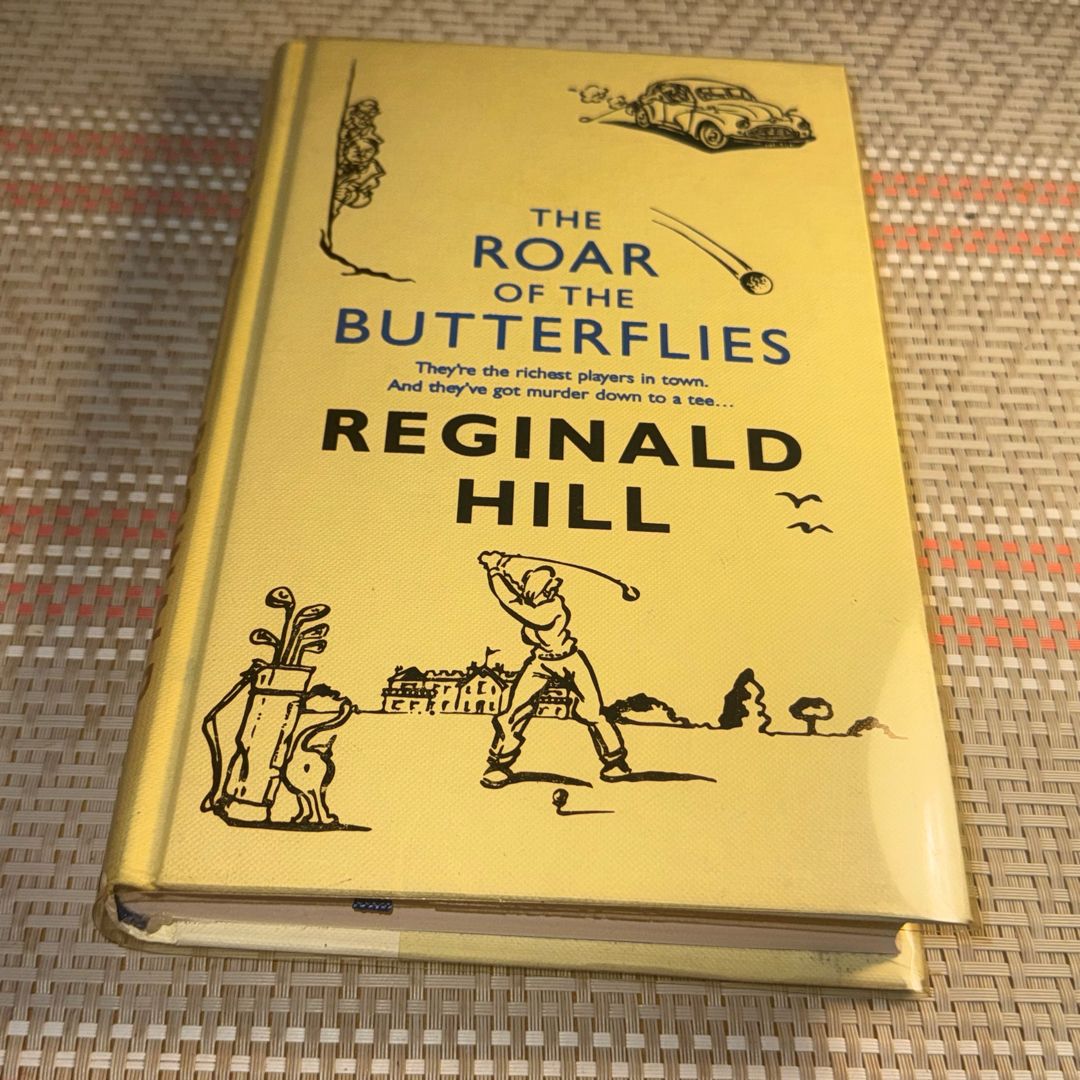 THE
ROAR
OF THE
BUTTERFLIES
They're the richest players in town.
And they've got murder down to a tee...
REGINALD
HILL